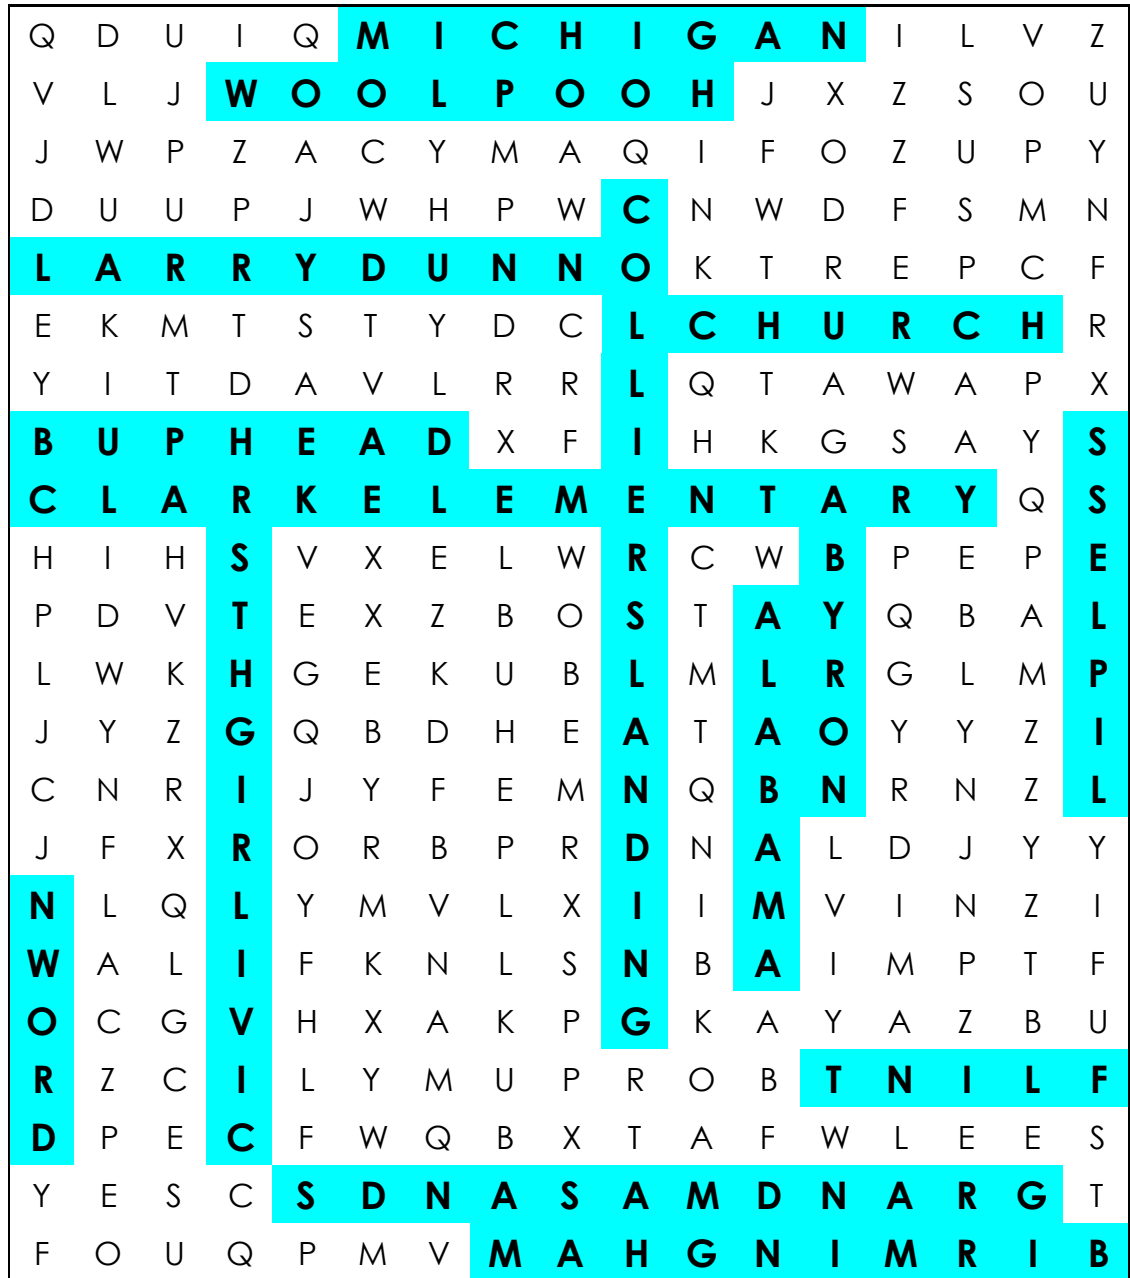 Q D U I Q M I C H I G A N I L V Z
V L J W O O L P O O H J X Z S O U
J W P Z A C Y M A Q I F O Z U P Y
D U U P J W H P W C N W D F S M N
L A R R Y D U N N O K T R E P C F
E K M T S T Y D C L C H U R C H R
Y I T D A V L R R L Q T A W A P X
B U P H E A D X F I H K G S A Y S
C L A R K E L E M E N T A R Y Q S
H I H S V X E L W R C W B P E P E
P D V T E X Z B O S T A Y Q B A L
L W K H G E K U B L M L R G L M P
J Y Z G Q B D H E A T A O Y Y Z I
C N R I J Y F E M N Q B N R N Z L
J F X R O R B P R D N A L D J Y Y
N L Q L Y M V L X I I M V I N Z I
W A L I F K N L S N B A I M P T F
O C G V H X A K P G K A Y A Z B U
R Z C I L Y M U P R O B T N I L F
D P E C F W Q B X T A F W L E E S
Y E S C S D N A S A M D N A R G T
F O U Q P M V M A H G N I M R I B